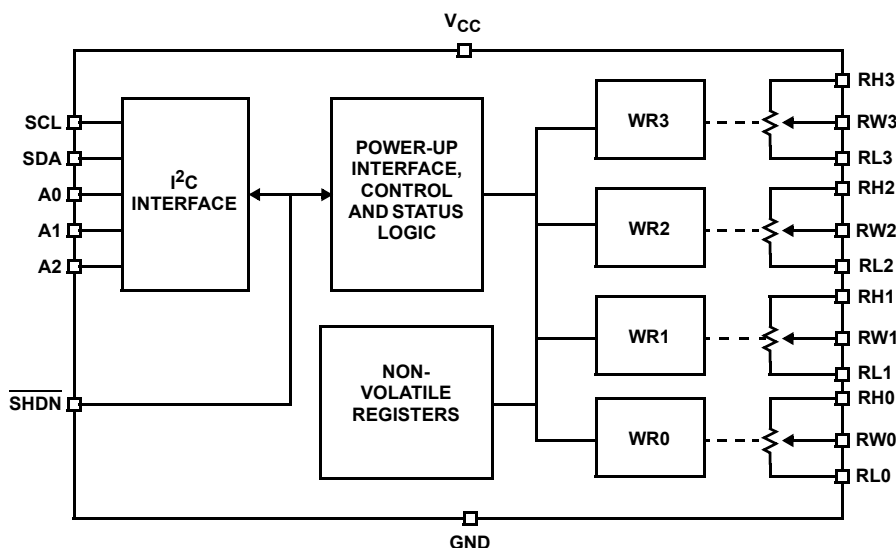 VCC
SCL
SDA
A0
A1
A2
SHDN
I2C
INTERFACE
POWER-UP
INTERFACE,
CONTROL
AND STATUS
LOGIC
NON-
VOLATILE
REGISTERS
WR3
WR2
WR1
WR0
RH3
RW3
RL3
RH2
RW2
RL2
RH1
RW1
RL1
RH0
RW0
RL0
GND